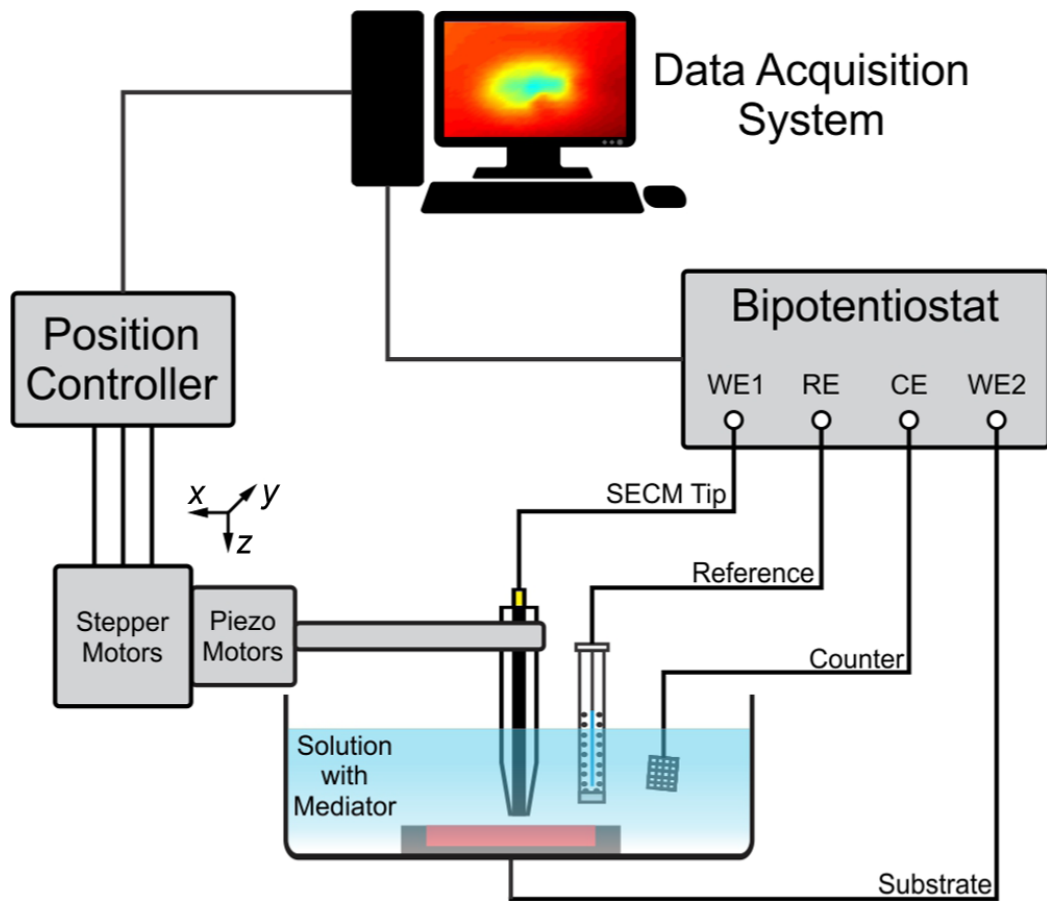 Data Acquisition
System
Position
Controller
Bipotentiostat
WE1 RE CE WE2
SECM Tip
x y
z
Reference
Stepper
Motors
Piezo
Motors
Counter
Solution
with
Mediator
Substrate